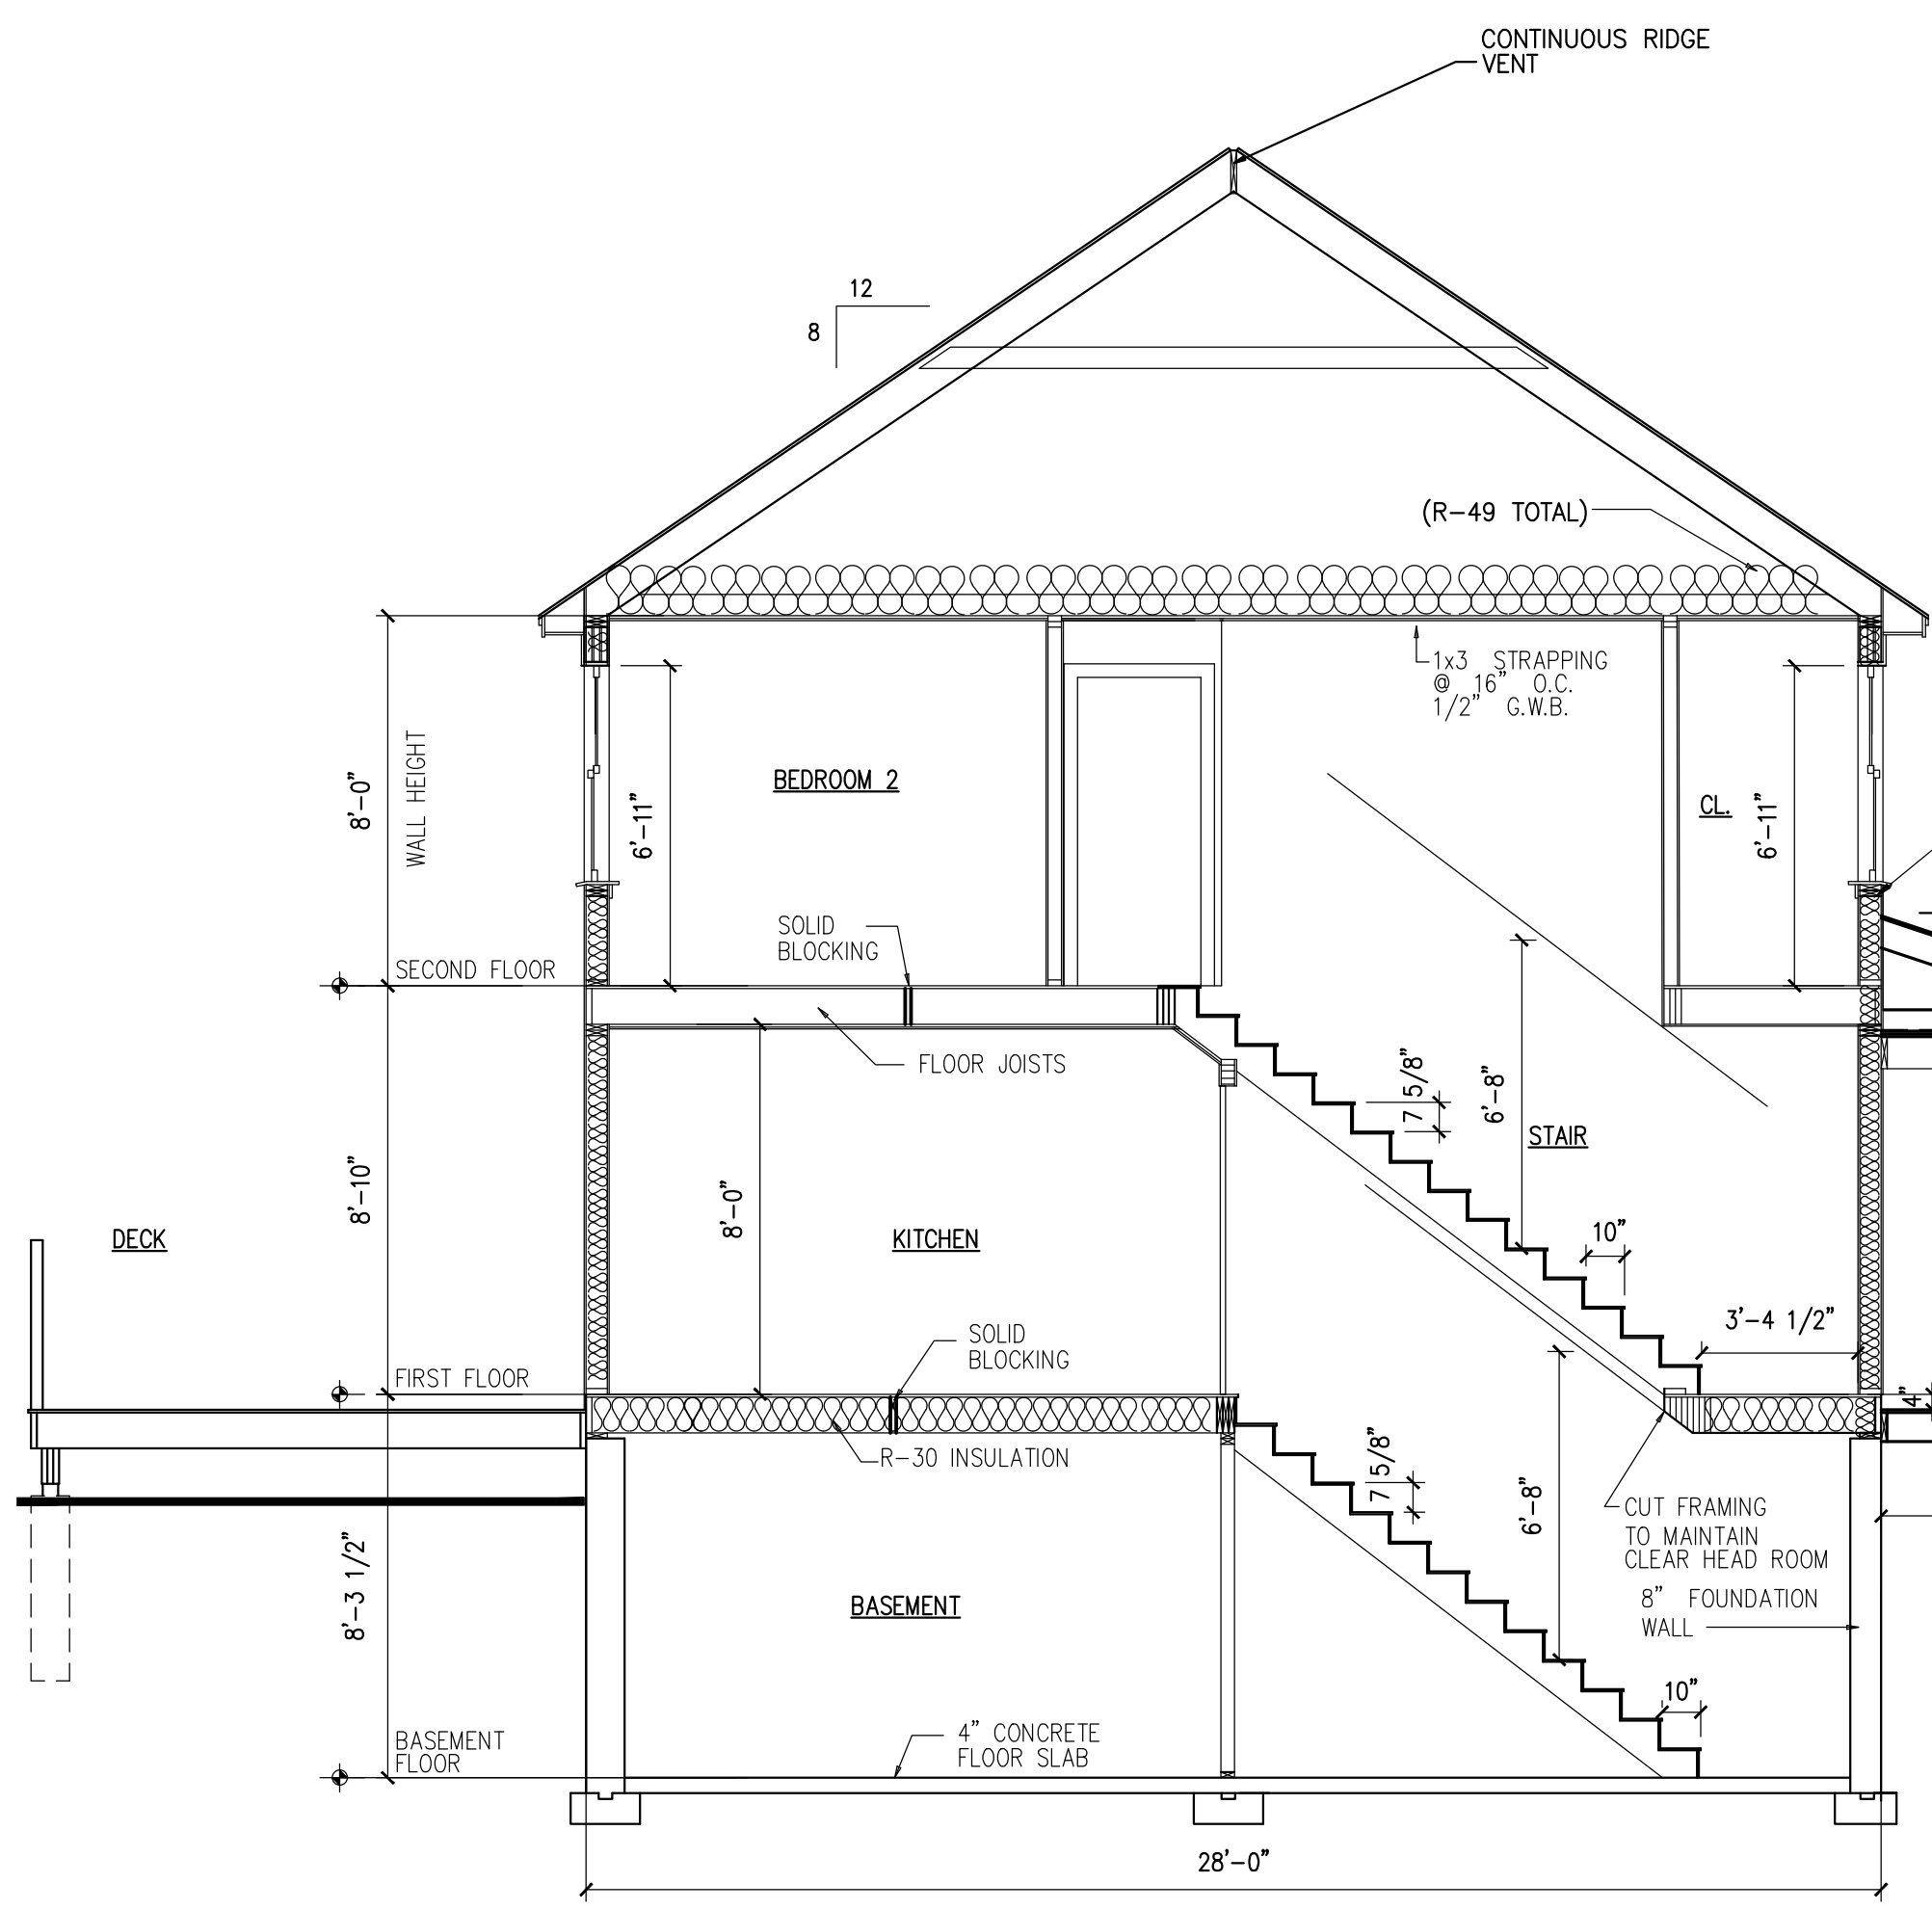 CONTINUOUS RIDGE
VENT
12
8
(R-49 TOTAL)
1x3 STRAPPING
@ 16" O.C.
1/2" G.W.B.
8'-0"
WALL HEIGHT
6'-11"
BEDROOM 2
CL.
6'-11"
SOLID
BLOCKING
SECOND FLOOR
FLOOR JOISTS
7 5/8"
6'-8"
STAIR
8'-10"
8'-0"
DECK
KITCHEN
10"
3'-4 1/2"
SOLID
BLOCKING
FIRST FLOOR
4"
R-30 INSULATION
7 5/8"
6'-8"
CUT FRAMING
TO MAINTAIN
CLEAR HEAD ROOM
8'-3 1/2"
BASEMENT
8" FOUNDATION
WALL
10"
BASEMENT
FLOOR
4" CONCRETE
FLOOR SLAB
28'-0"